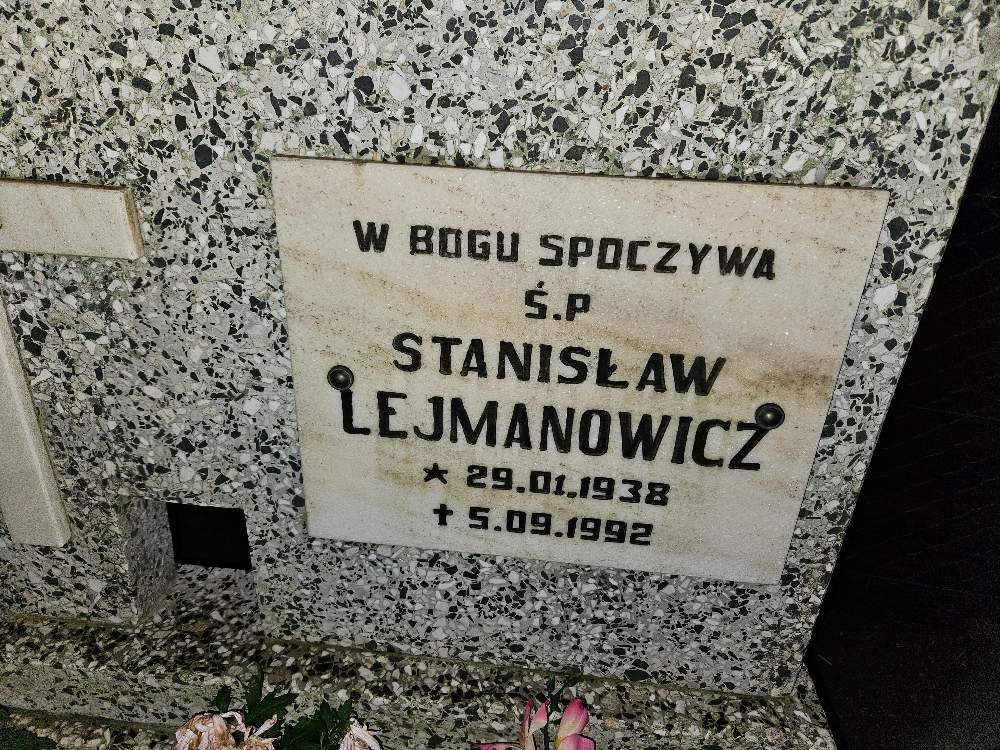 W BOGU SPOCZYWA
Ś.P
STANISŁAW
LEJMANOWICZ
★ 29.01.1938
✝ 5.09.1992